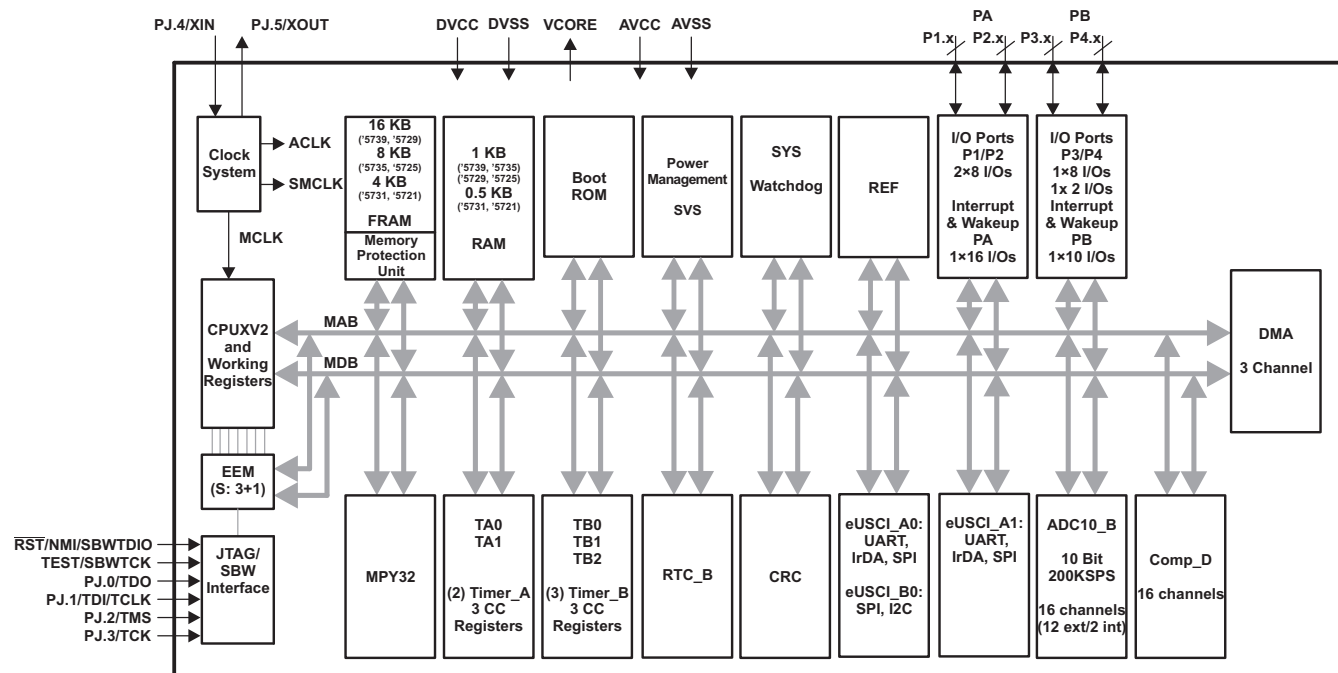 PJ.4/XIN
PJ.5/XOUT
DVCC
DVSS
VCORE
AVCC
AVSS
PA
PB
P1.x
P2.x
P3.x
P4.x
Clock
System
ACLK
SMCLK
MCLK
16 KB
('5739, '5729)
8 KB
('5735, '5725)
4 KB
('5731, '5721)
FRAM
Memory
Protection
Unit
1 KB
('5739, '5735)
('5729, '5725)
0.5 KB
('5731, '5721)
RAM
Boot
ROM
Power
Management
SVS
SYS
Watchdog
REF
I/O Ports
P1/P2
2×8 I/Os
Interrupt
& Wakeup
PA
1×16 I/Os
I/O Ports
P3/P4
1×8 I/Os
1x 2 I/Os
Interrupt
& Wakeup
PB
1×10 I/Os
CPUXV2
and
Working
Registers
MAB
MDB
DMA
3 Channel
EEM
(S: 3+1)
RST/NMI/SBWTDIO
TEST/SBWTCK
PJ.0/TDO
PJ.1/TDI/TCLK
PJ.2/TMS
PJ.3/TCK
JTAG/
SBW
Interface
MPY32
TA0
TA1
(2) Timer_A
3 CC
Registers
TB0
TB1
TB2
(3) Timer_B
3 CC
Registers
RTC_B
CRC
eUSCI_A0:
UART,
IrDA, SPI
eUSCI_B0:
SPI, I2C
eUSCI_A1:
UART,
IrDA, SPI
ADC10_B
10 Bit
200KSPS
16 channels
(12 ext/2 int)
Comp_D
16 channels